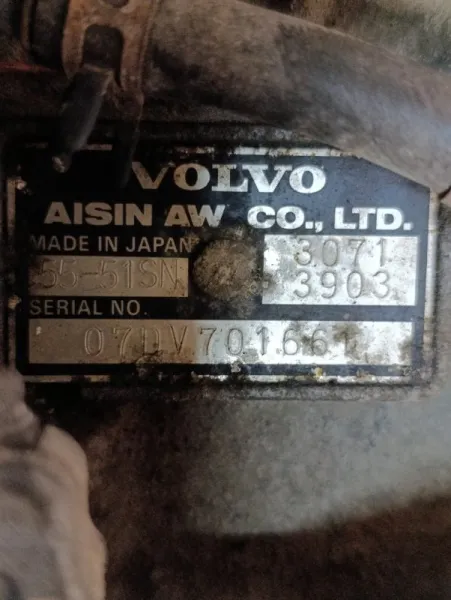 VOLVO
AISIN AW CO., LTD.
MADE IN JAPAN
55-51SN
3071
3903
SERIAL NO.
07DV701661